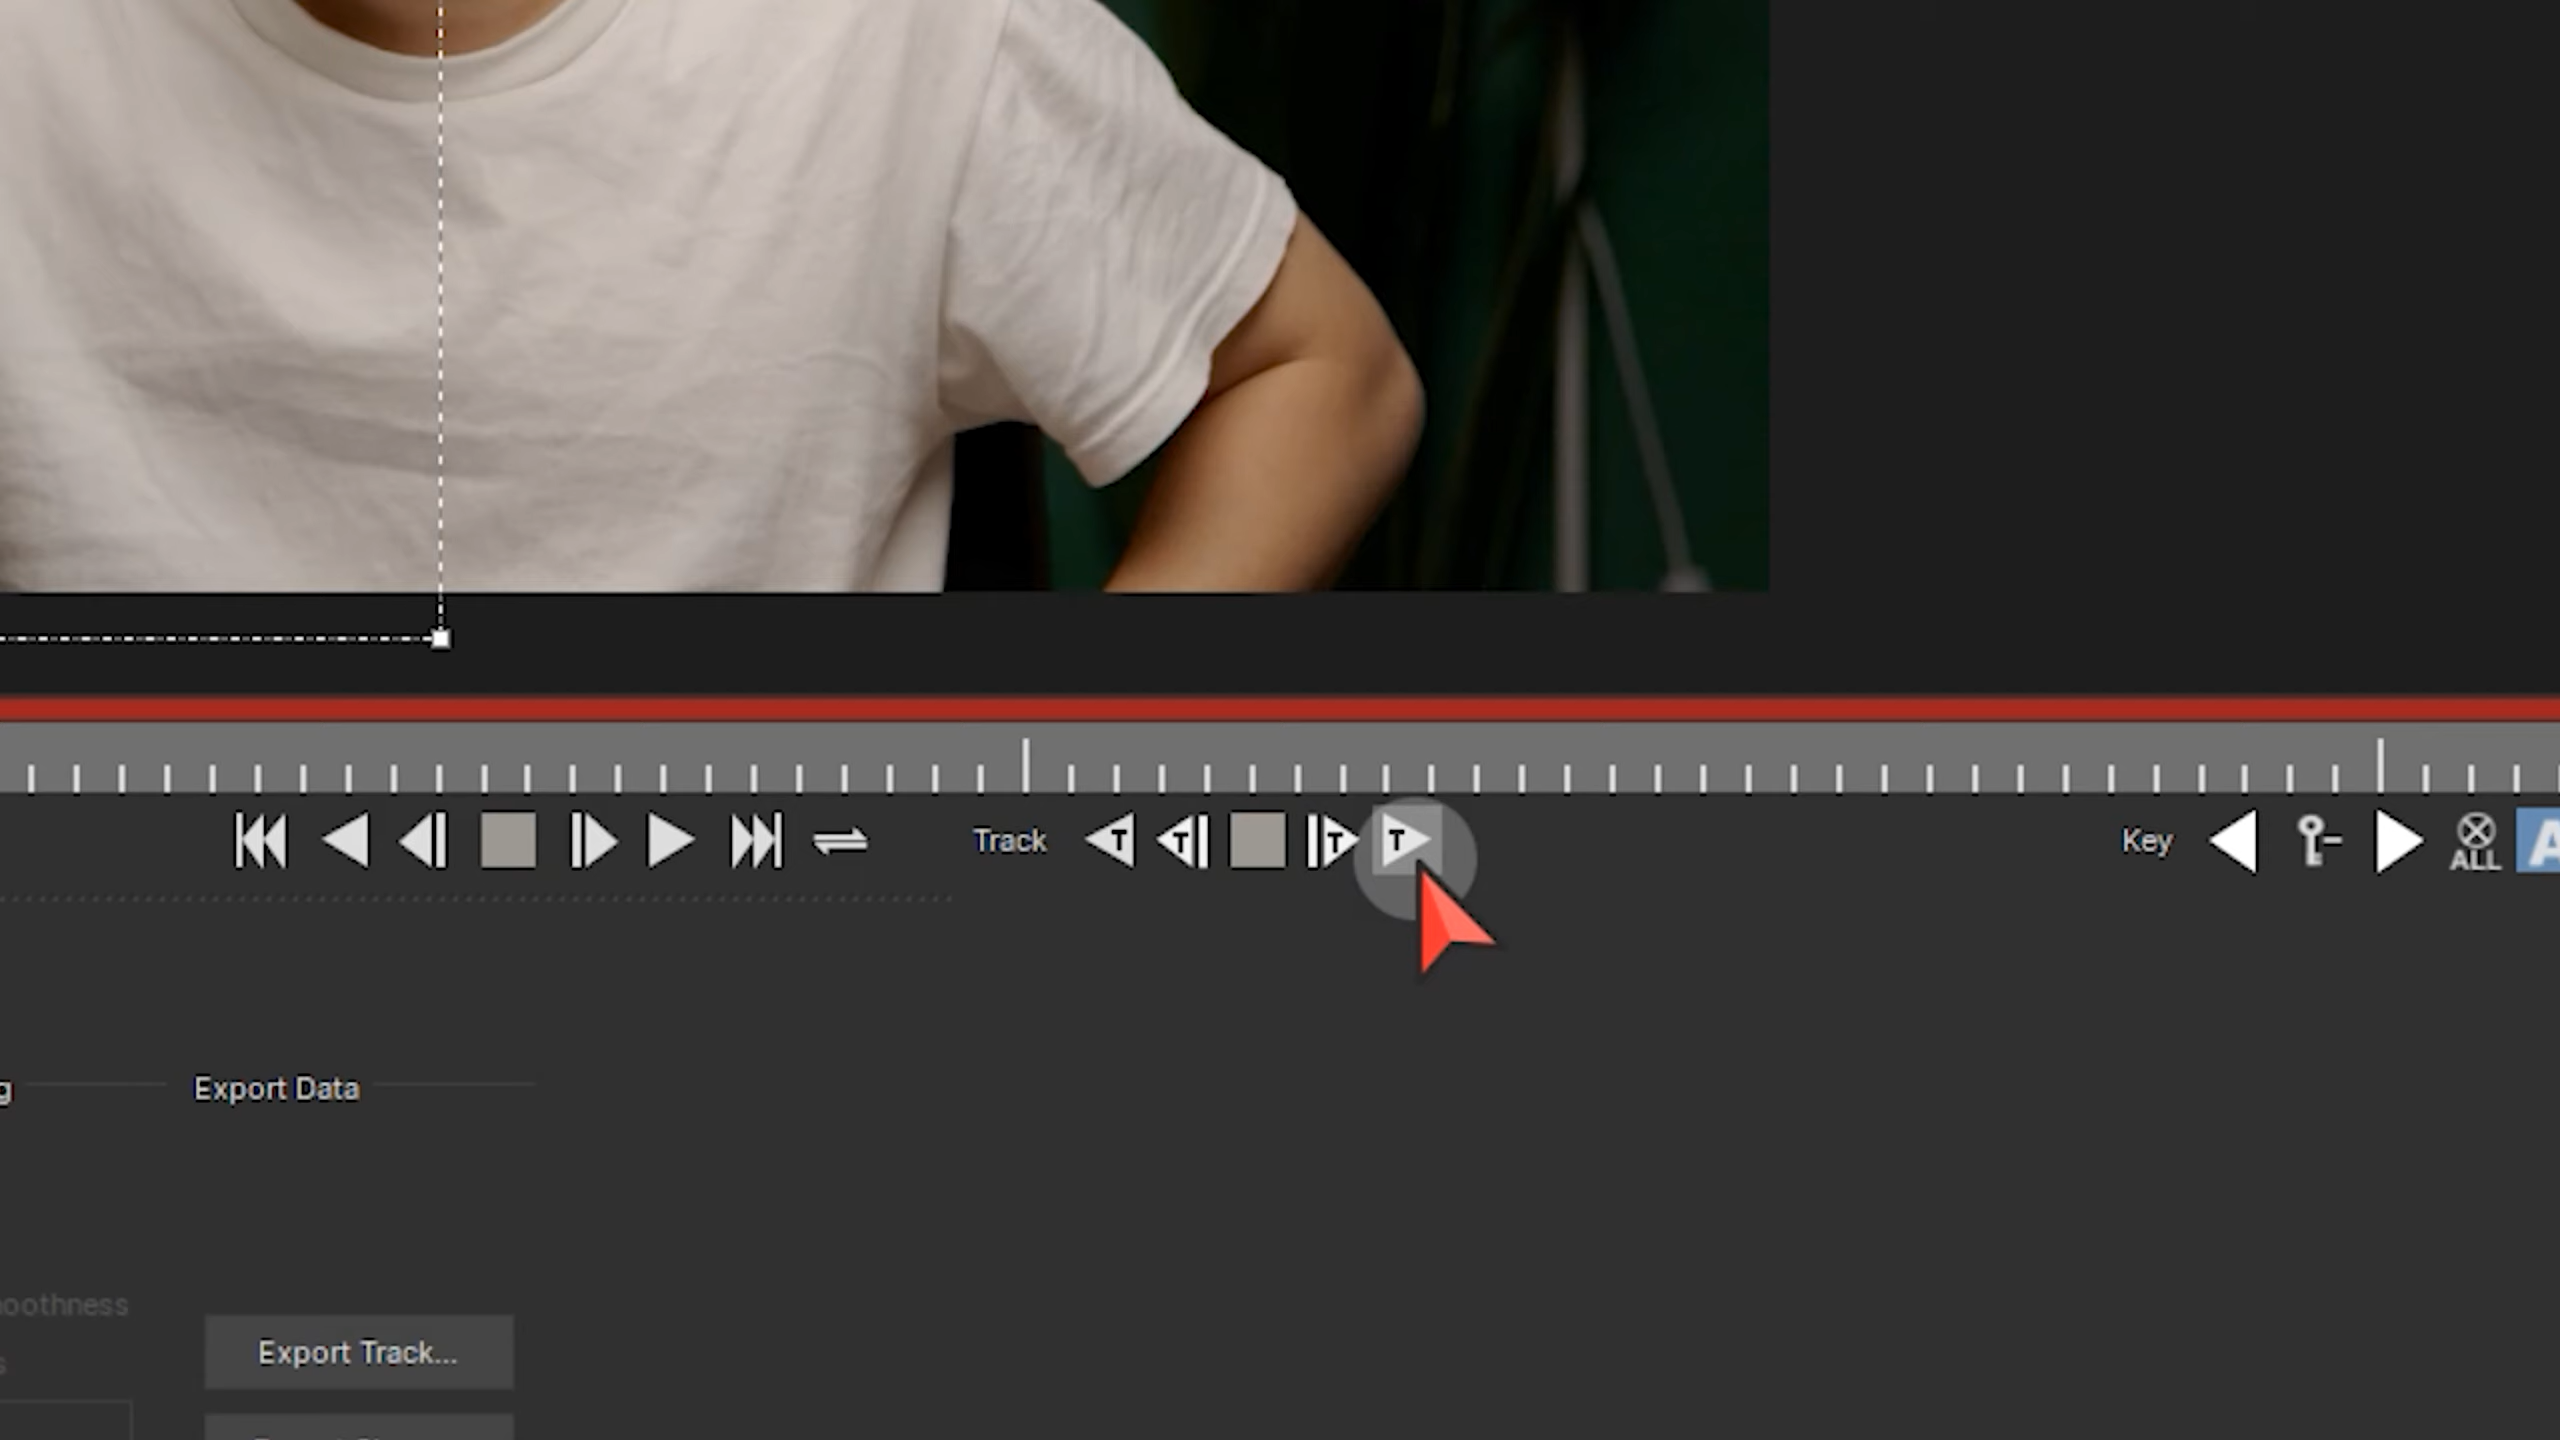 Track T T T T Key ALL A
g Export Data
oothness
s
Export Track...